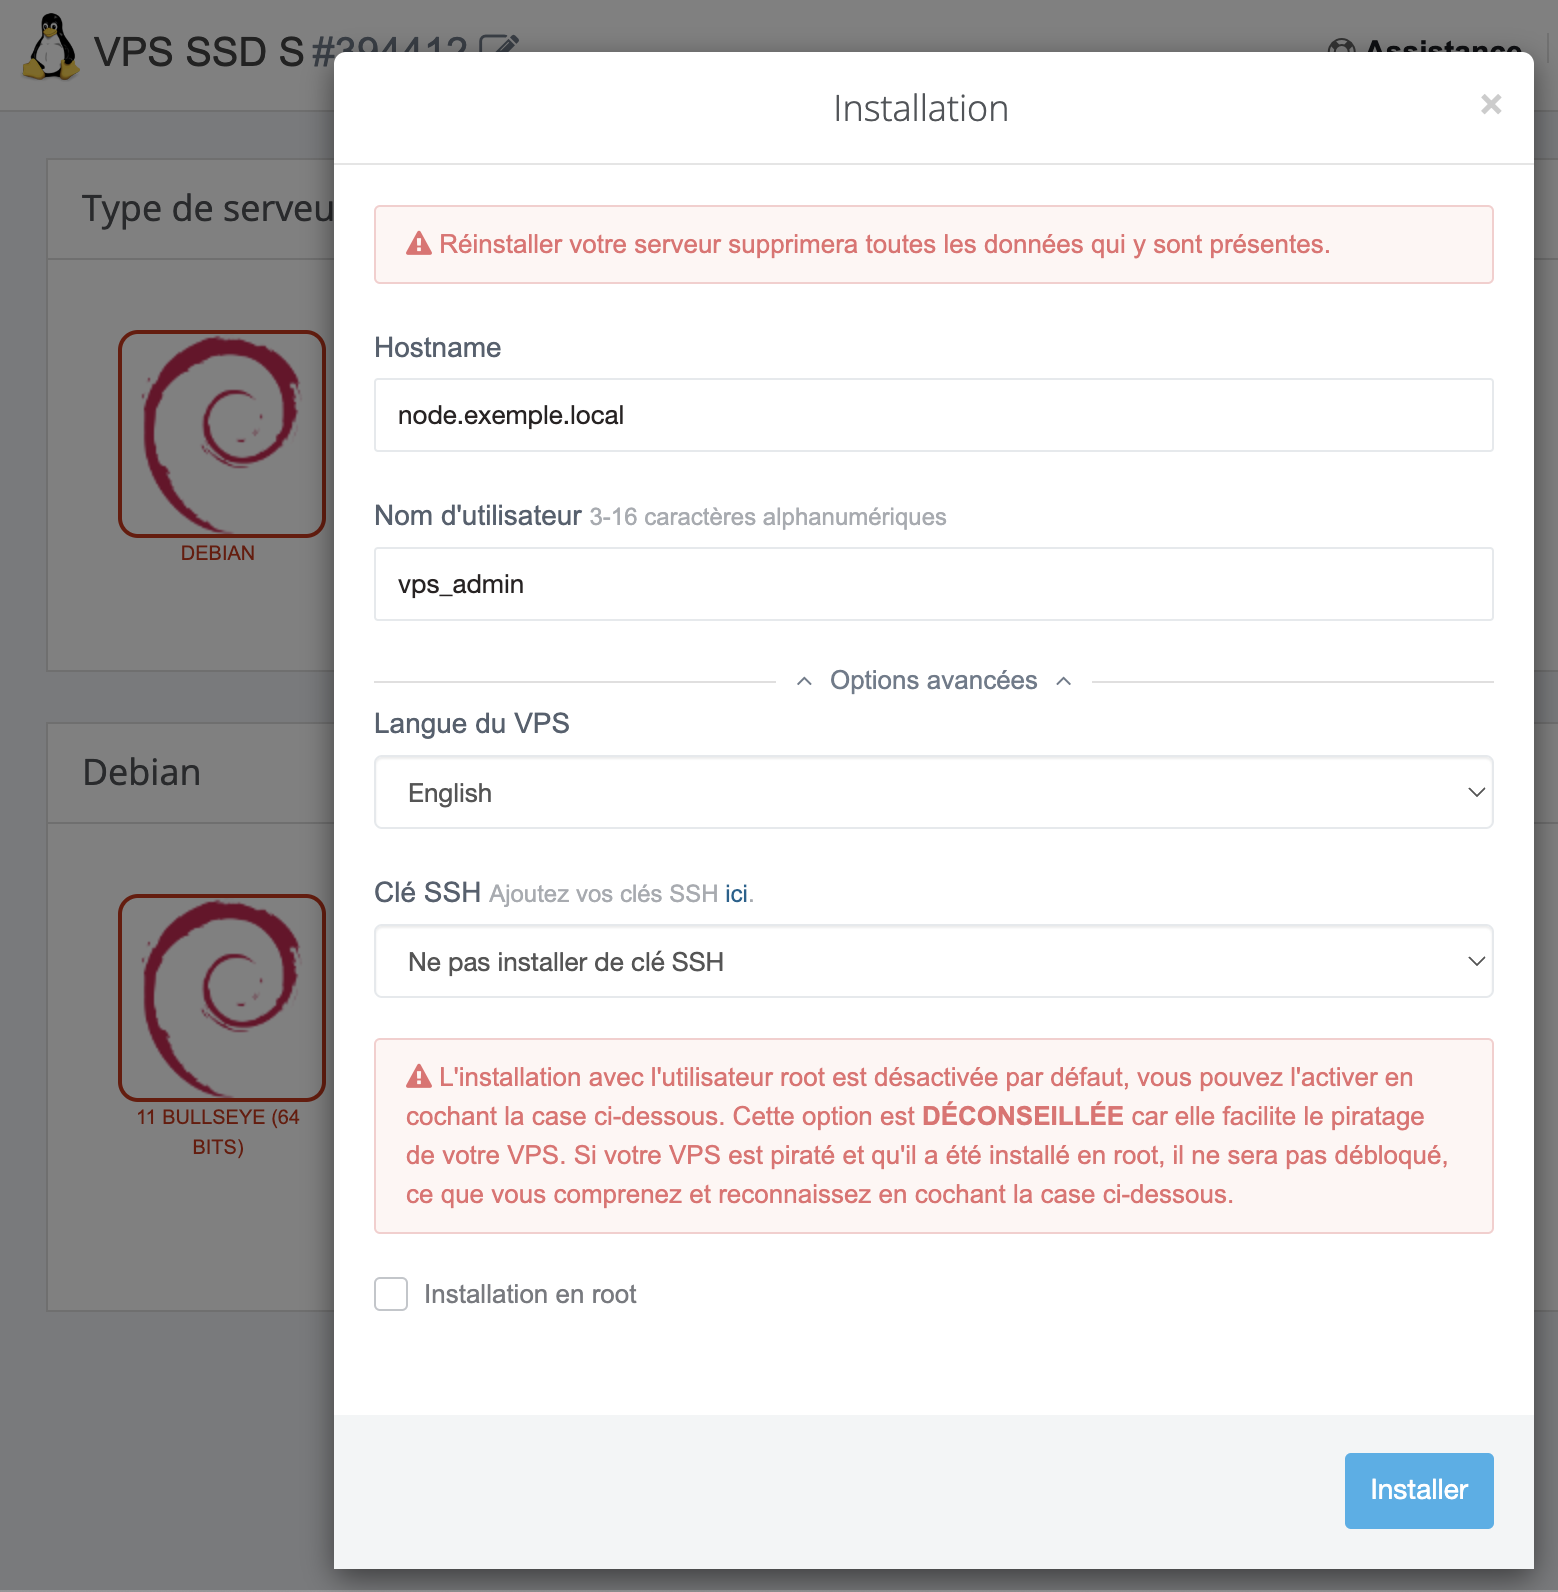 VPS SSD S #394412
Assistance
Installation
×
Type de serveu
Réinstaller votre serveur supprimera toutes les données qui y sont présentes.
DEBIAN
Hostname
node.exemple.local
Nom d'utilisateur 3-16 caractères alphanumériques
vps_admin
Options avancées
Langue du VPS
English
Debian
11 BULLSEYE (64
BITS)
Clé SSH Ajoutez vos clés SSH ici.
Ne pas installer de clé SSH
L'installation avec l'utilisateur root est désactivée par défaut, vous pouvez l'activer en
cochant la case ci-dessous. Cette option est DÉCONSEILLÉE car elle facilite le piratage
de votre VPS. Si votre VPS est piraté et qu'il a été installé en root, il ne sera pas débloqué,
ce que vous comprenez et reconnaissez en cochant la case ci-dessous.
Installation en root
Installer